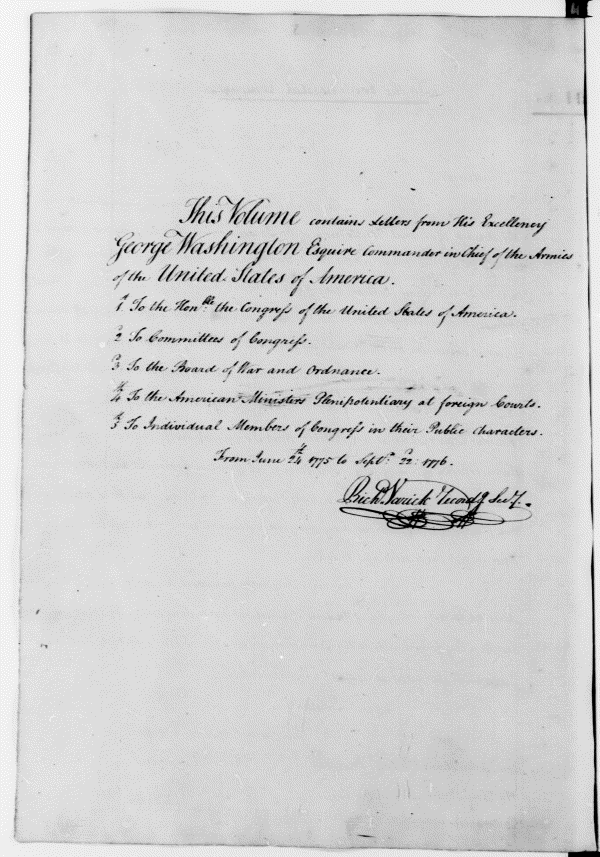 This Volume contains Letters from His Excellency
George Washington Esquire Commander in Chief of the Armies
of the United States of America.
1st To the Honble the Congress of the United States of America.
2d To Committees of Congress.
3d To the Board of War and Ordnance.
4th To the American Ministers Plenipotentiary at foreign Courts.
5th To Individual Members of Congress in their Public Characters.
From June 24th 1775 to Septr 22d 1776.
Richd Varick Recordg Secy.